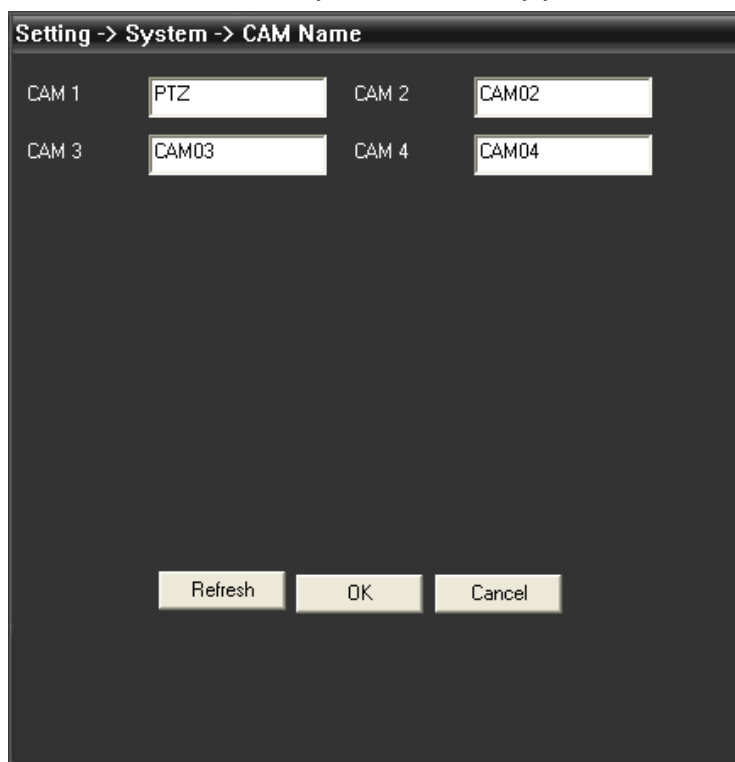 Setting -> System -> CAM Name
CAM 1 PTZ CAM 2 CAM02
CAM 3 CAM03 CAM 4 CAM04
Refresh OK Cancel